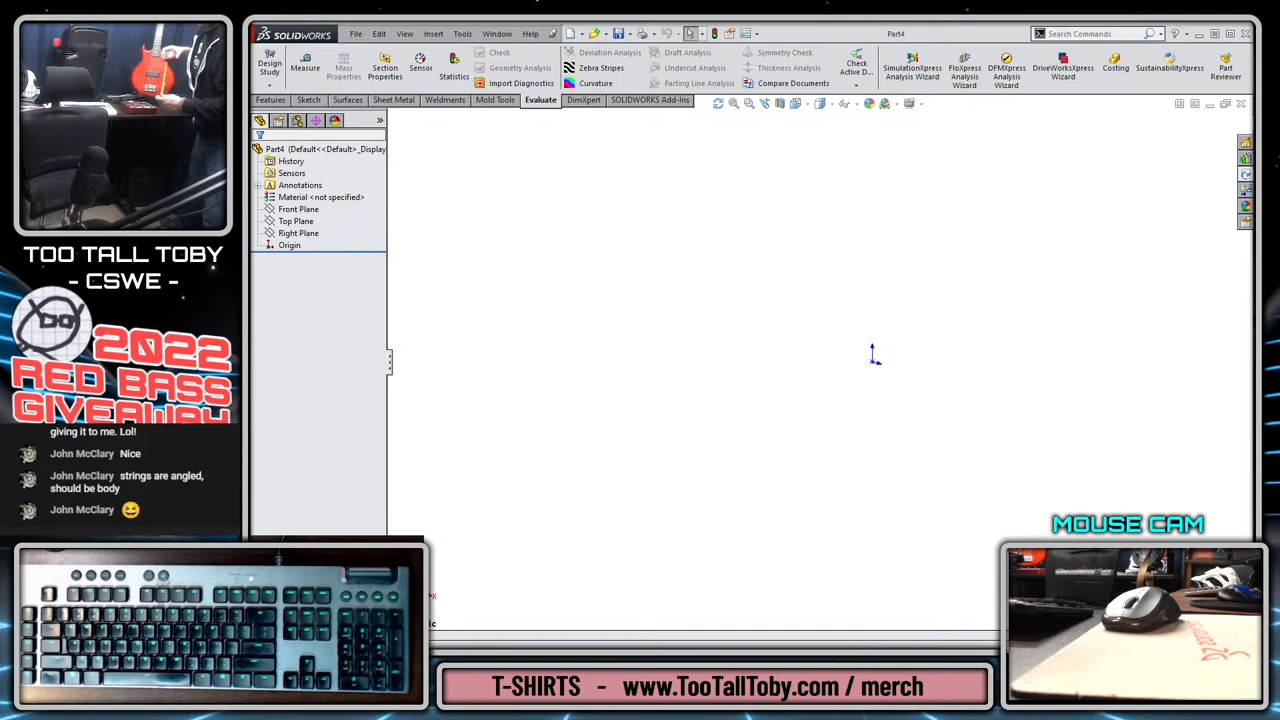 SOLIDWORKS
File
Edit
View
Insert
Tools
Window
Help
Part4
Search Commands
Design
Study
Measure
Mass
Properties
Section
Properties
Sensor
Statistics
Check
Geometry Analysis
Import Diagnostics
Deviation Analysis
Zebra Stripes
Curvature
Draft Analysis
Undercut Analysis
Parting Line Analysis
Symmetry Check
Thickness Analysis
Compare Documents
Check
Active D...
SimulationXpress
Analysis Wizard
FloXpress
Analysis
Wizard
DFMXpress
Analysis
Wizard
DriveWorksXpress
Wizard
Costing
SustainabilityXpress
Part
Reviewer
Features
Sketch
Surfaces
Sheet Metal
Weldments
Mold Tools
Evaluate
DimXpert
SOLIDWORKS Add-Ins
Part4 (Default<<Default>_Display
History
Sensors
Annotations
Material <not specified>
Front Plane
Top Plane
Right Plane
Origin
TOO TALL TOBY
- CSWE -
2022
RED BASS
GIVEAWAY
giving it to me. Lol!
John McClary Nice
John McClary strings are angled,
should be body
John McClary 😆
MOUSE CAM
ic
T-SHIRTS - www.TooTallToby.com / merch